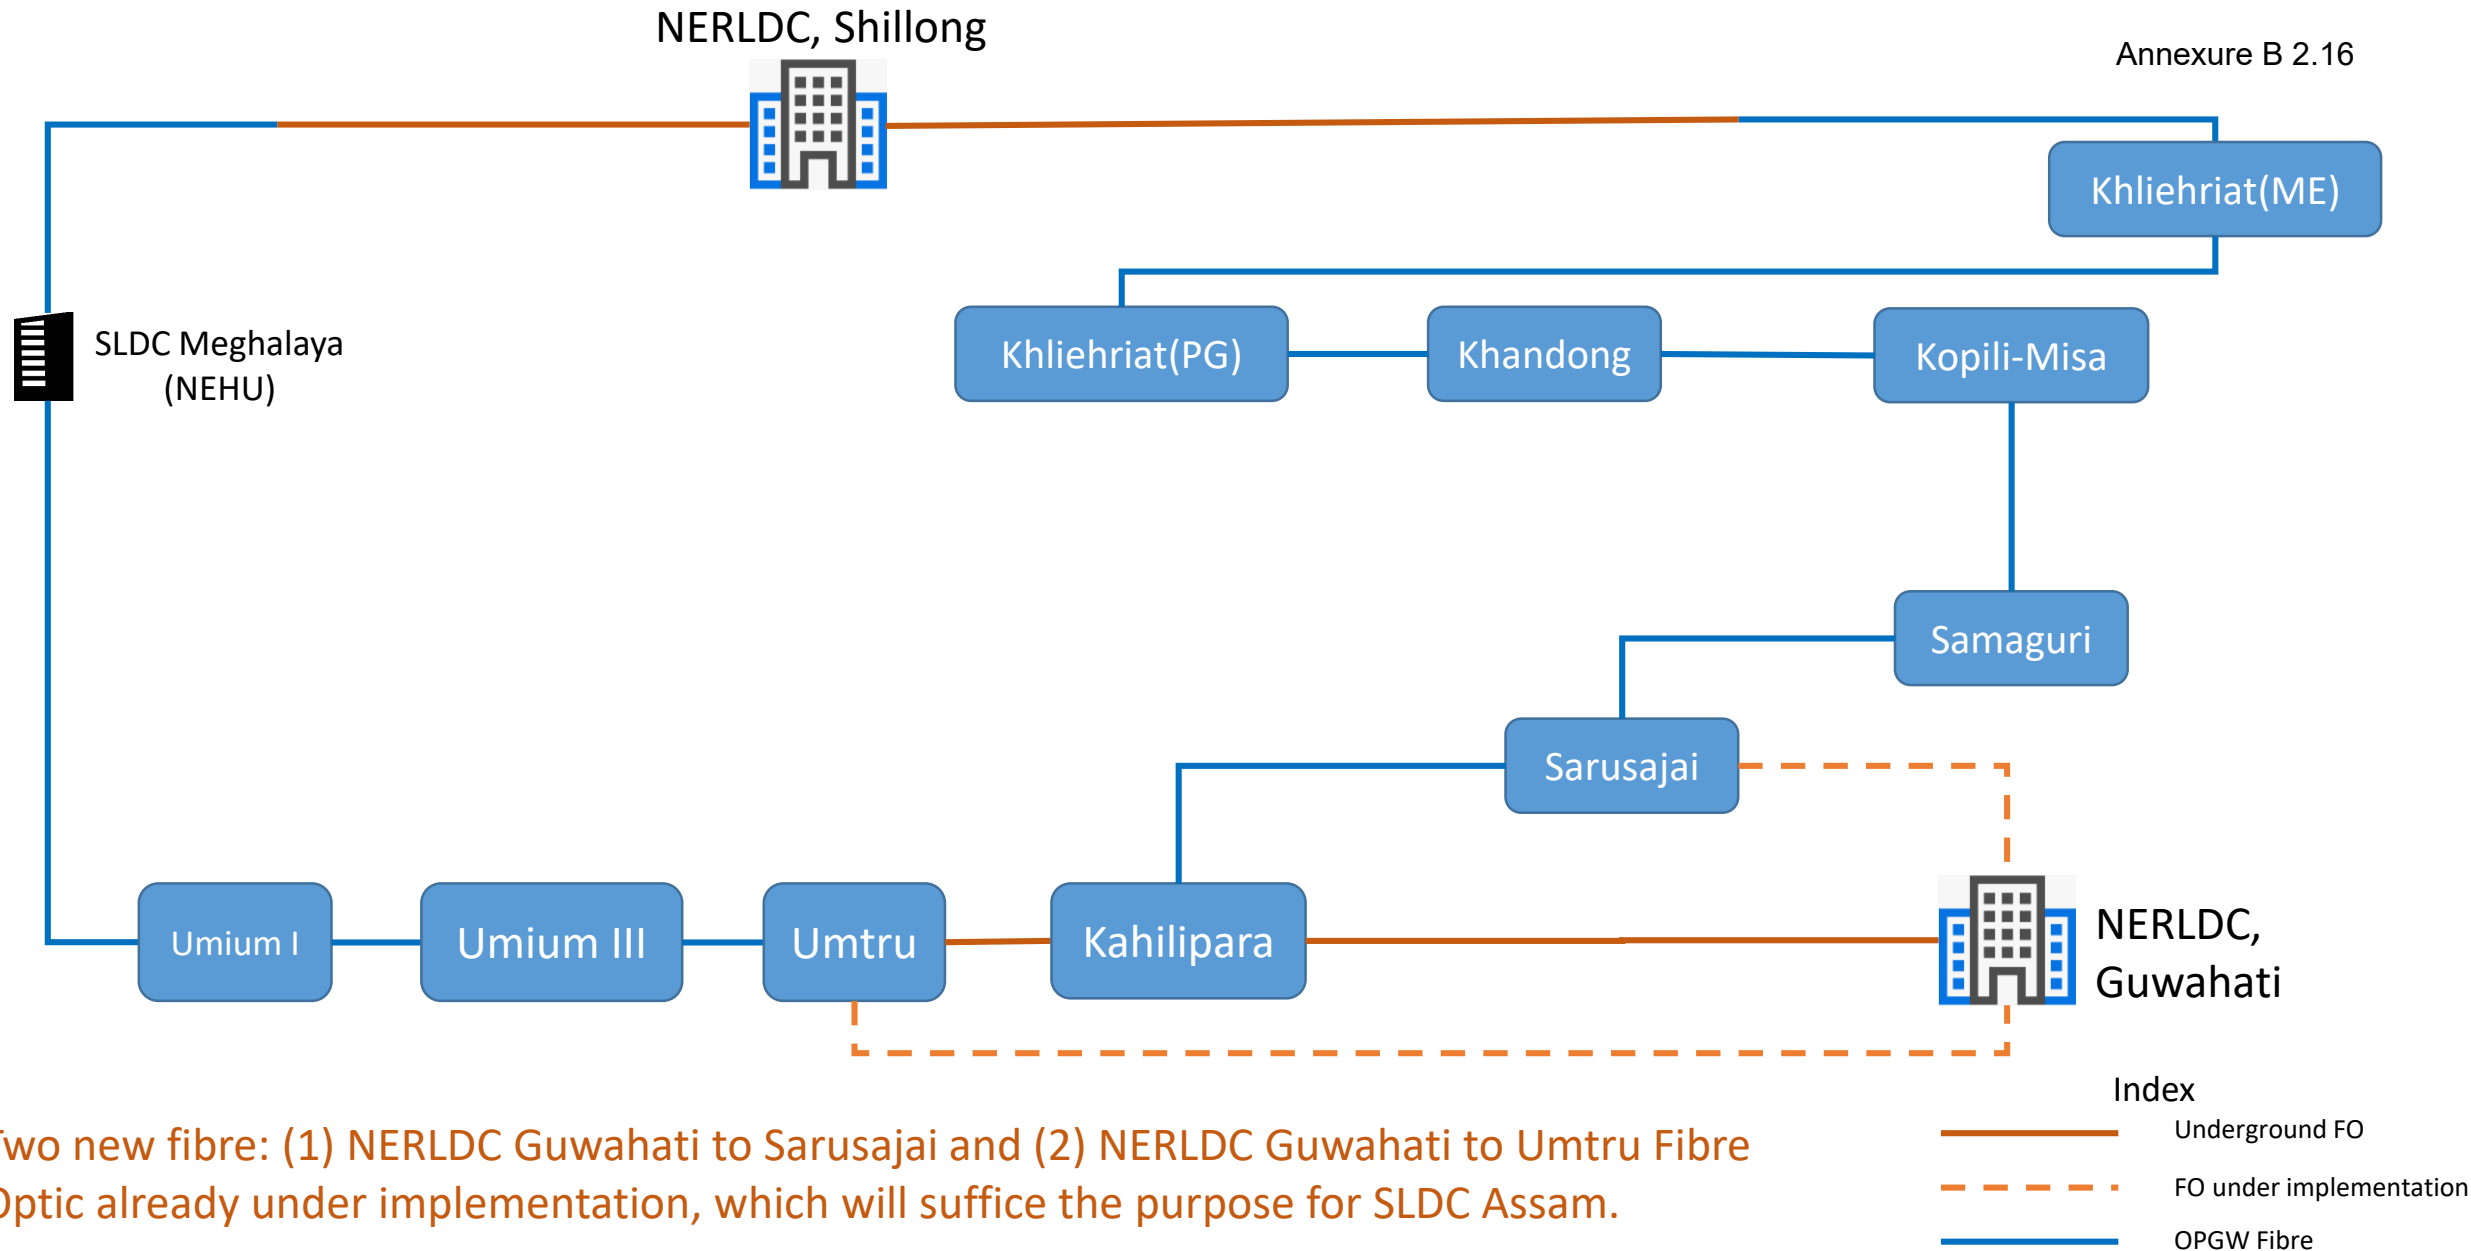 NERLDC, Shillong
Annexure B 2.16
Khliehriat(ME)
SLDC Meghalaya
(NEHU)
Khliehriat(PG)
Khandong
Kopili-Misa
Samaguri
Sarusajai
Umium I
Umium III
Umtru
Kahilipara
NERLDC,
Guwahati
Index
Underground FO
FO under implementation
OPGW Fibre
Two new fibre: (1) NERLDC Guwahati to Sarusajai and (2) NERLDC Guwahati to Umtru Fibre
Optic already under implementation, which will suffice the purpose for SLDC Assam.